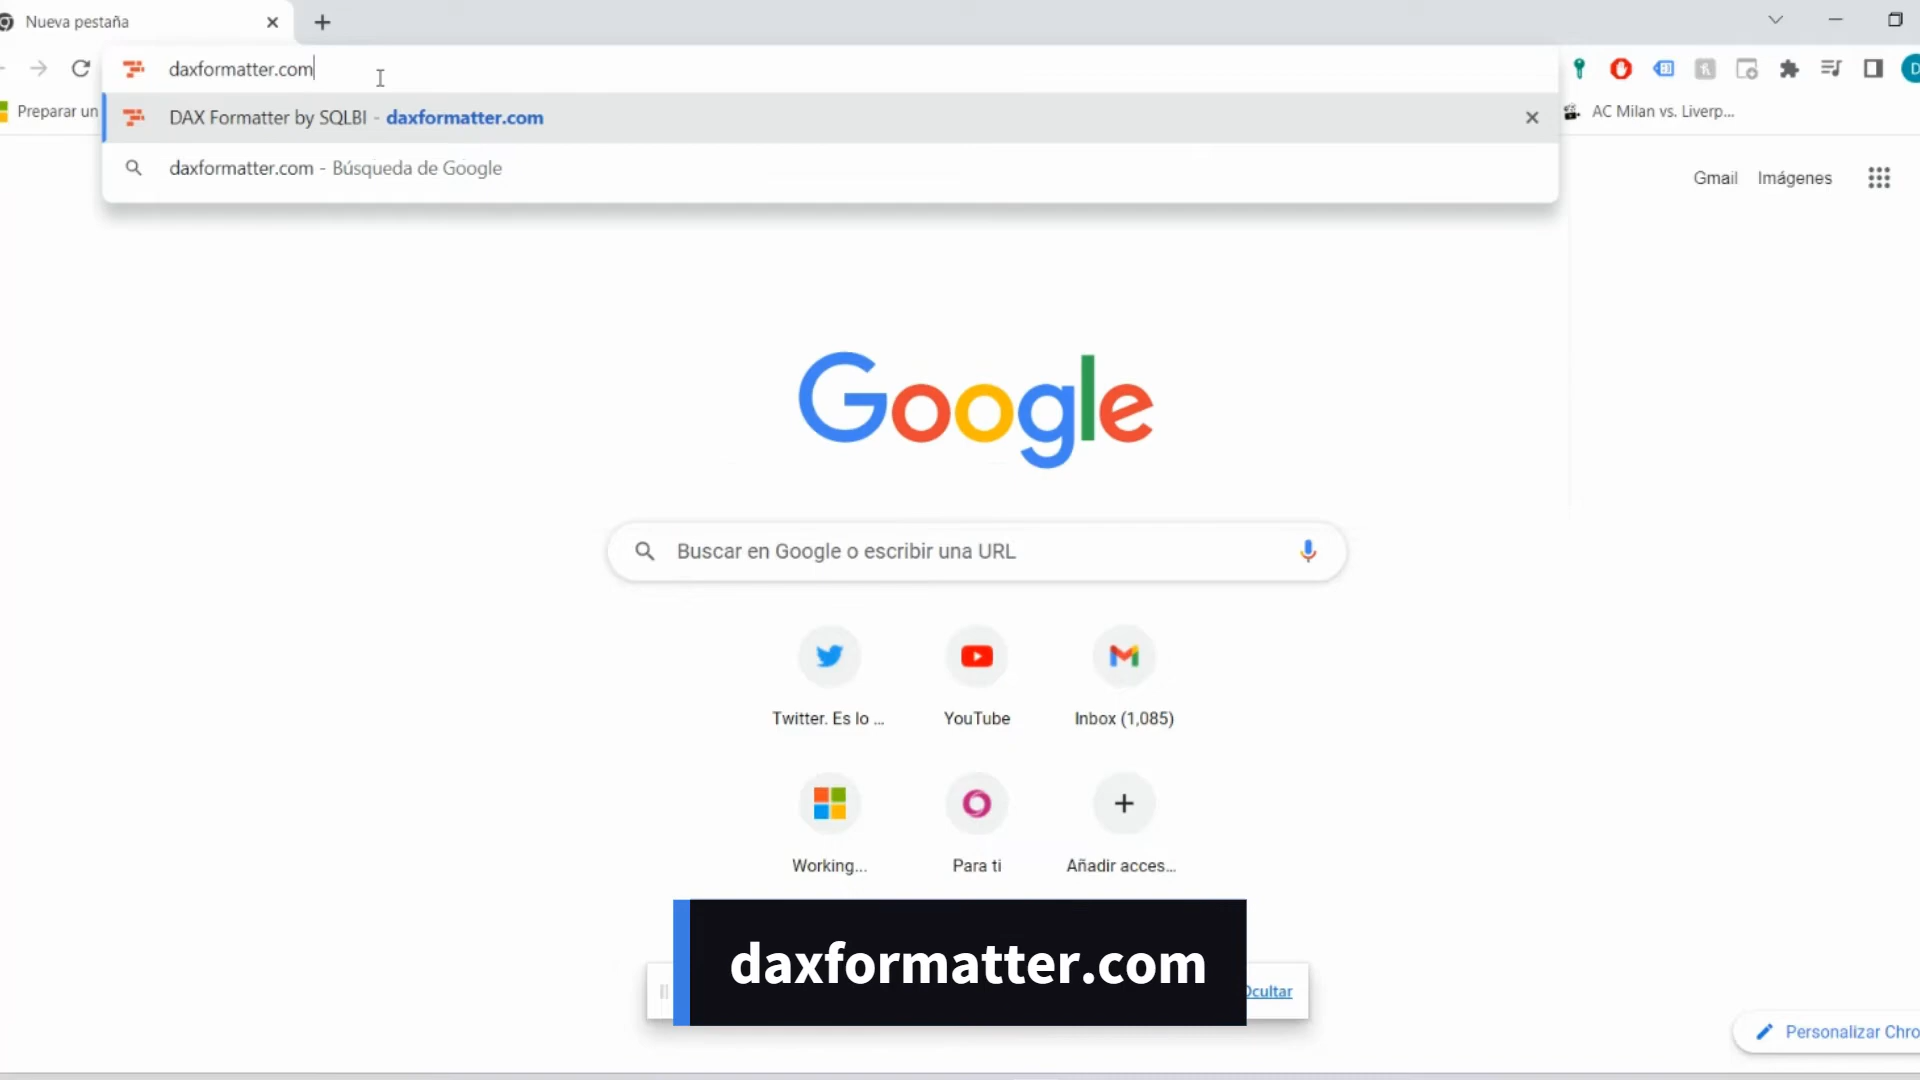 Nueva pestaña
daxformatter.com
Preparar un
DAX Formatter by SQLBI - daxformatter.com
AC Milan vs. Liverp...
daxformatter.com - Búsqueda de Google
Gmail
Imágenes
Google
Buscar en Google o escribir una URL
Twitter. Es lo ...
YouTube
Inbox (1,085)
Working...
Para ti
Añadir acces...
daxformatter.com
Ocultar
Personalizar Chro